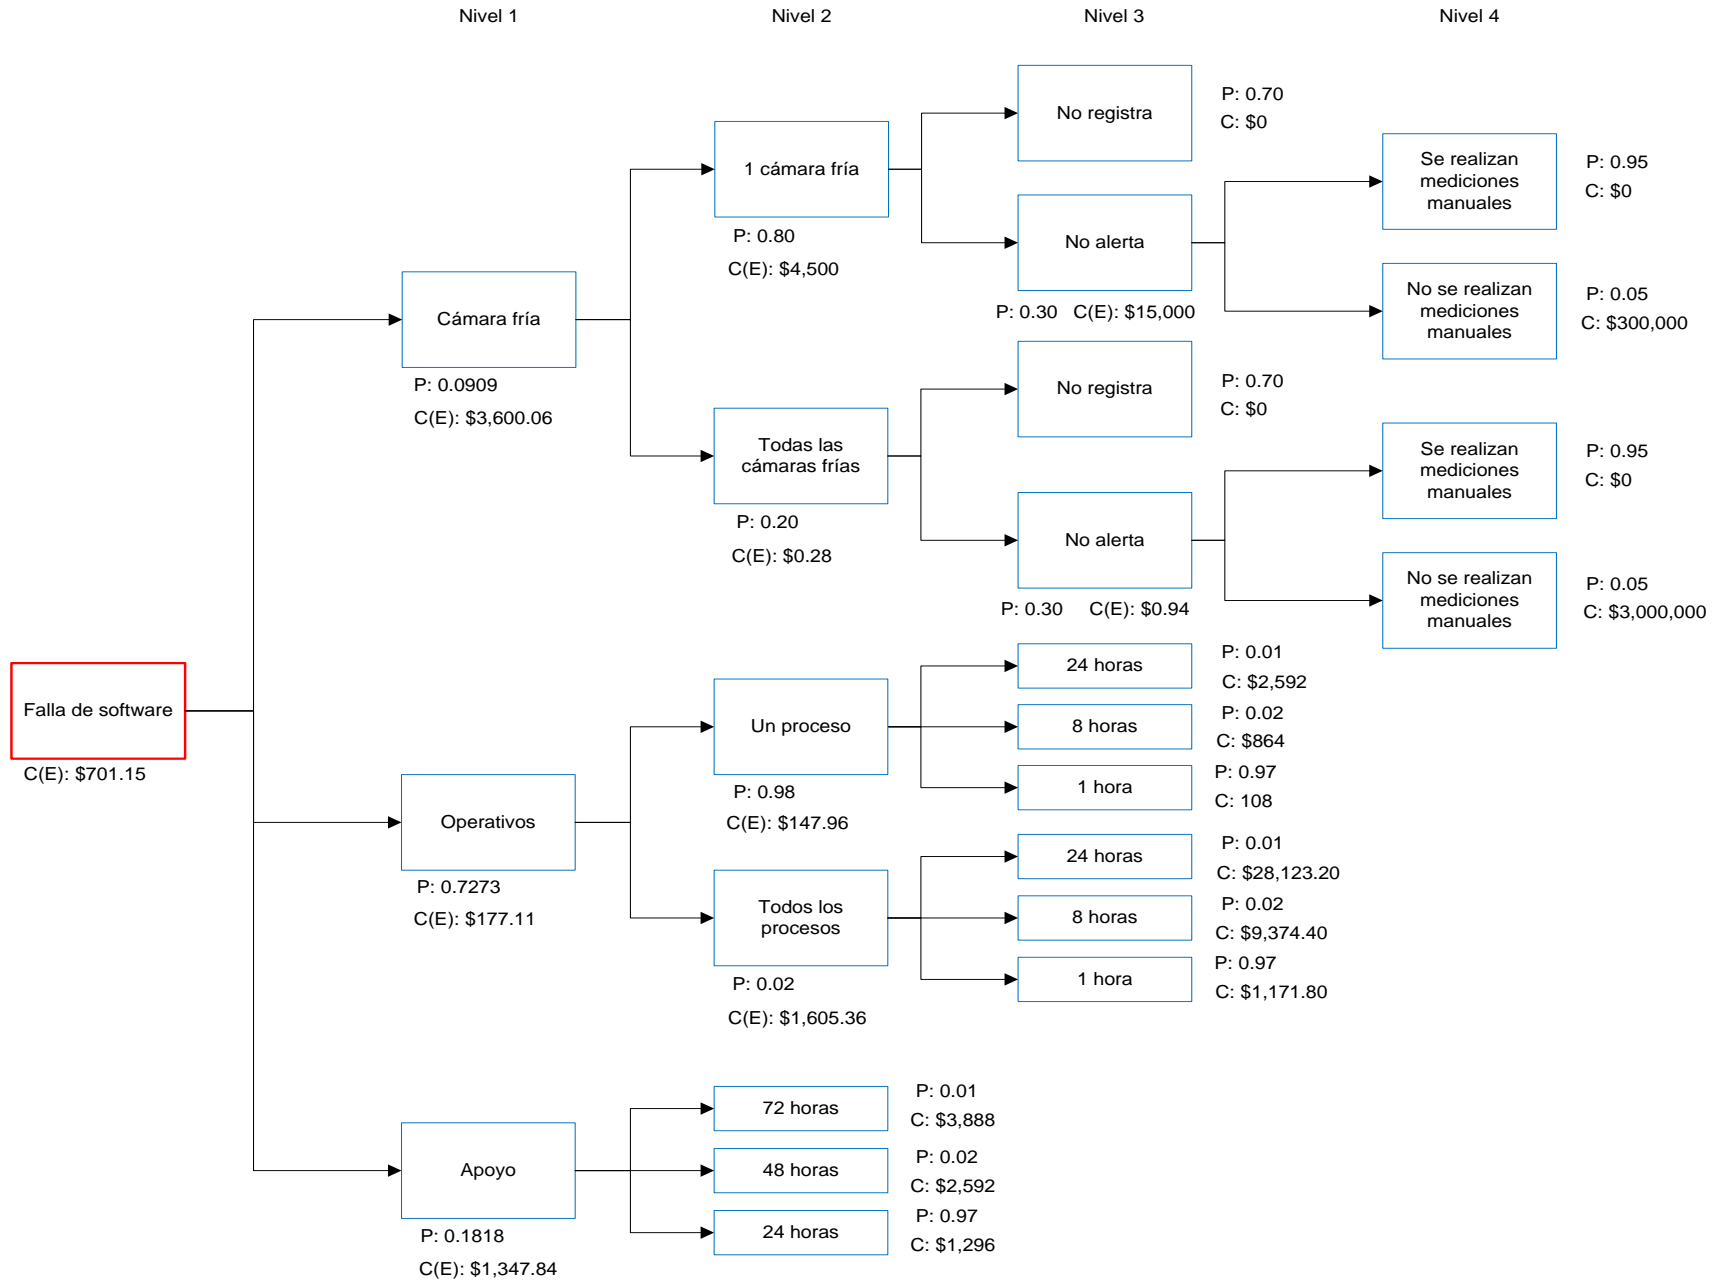 Nivel 1
Nivel 2
Nivel 3
Nivel 4
Falla de software
C(E): $701.15
Cámara fría
P: 0.0909
C(E): $3,600.06
1 cámara fría
P: 0.80
C(E): $4,500
No registra
P: 0.70
C: $0
No alerta
P: 0.30 C(E): $15,000
Se realizan
mediciones
manuales
P: 0.95
C: $0
No se realizan
mediciones
manuales
P: 0.05
C: $300,000
Todas las
cámaras frías
P: 0.20
C(E): $0.28
No registra
P: 0.70
C: $0
No alerta
P: 0.30 C(E): $0.94
Se realizan
mediciones
manuales
P: 0.95
C: $0
No se realizan
mediciones
manuales
P: 0.05
C: $3,000,000
Operativos
P: 0.7273
C(E): $177.11
Un proceso
P: 0.98
C(E): $147.96
24 horas
P: 0.01
C: $2,592
8 horas
P: 0.02
C: $864
1 hora
P: 0.97
C: 108
Todos los
procesos
P: 0.02
C(E): $1,605.36
24 horas
P: 0.01
C: $28,123.20
8 horas
P: 0.02
C: $9,374.40
1 hora
P: 0.97
C: $1,171.80
Apoyo
P: 0.1818
C(E): $1,347.84
72 horas
P: 0.01
C: $3,888
48 horas
P: 0.02
C: $2,592
24 horas
P: 0.97
C: $1,296